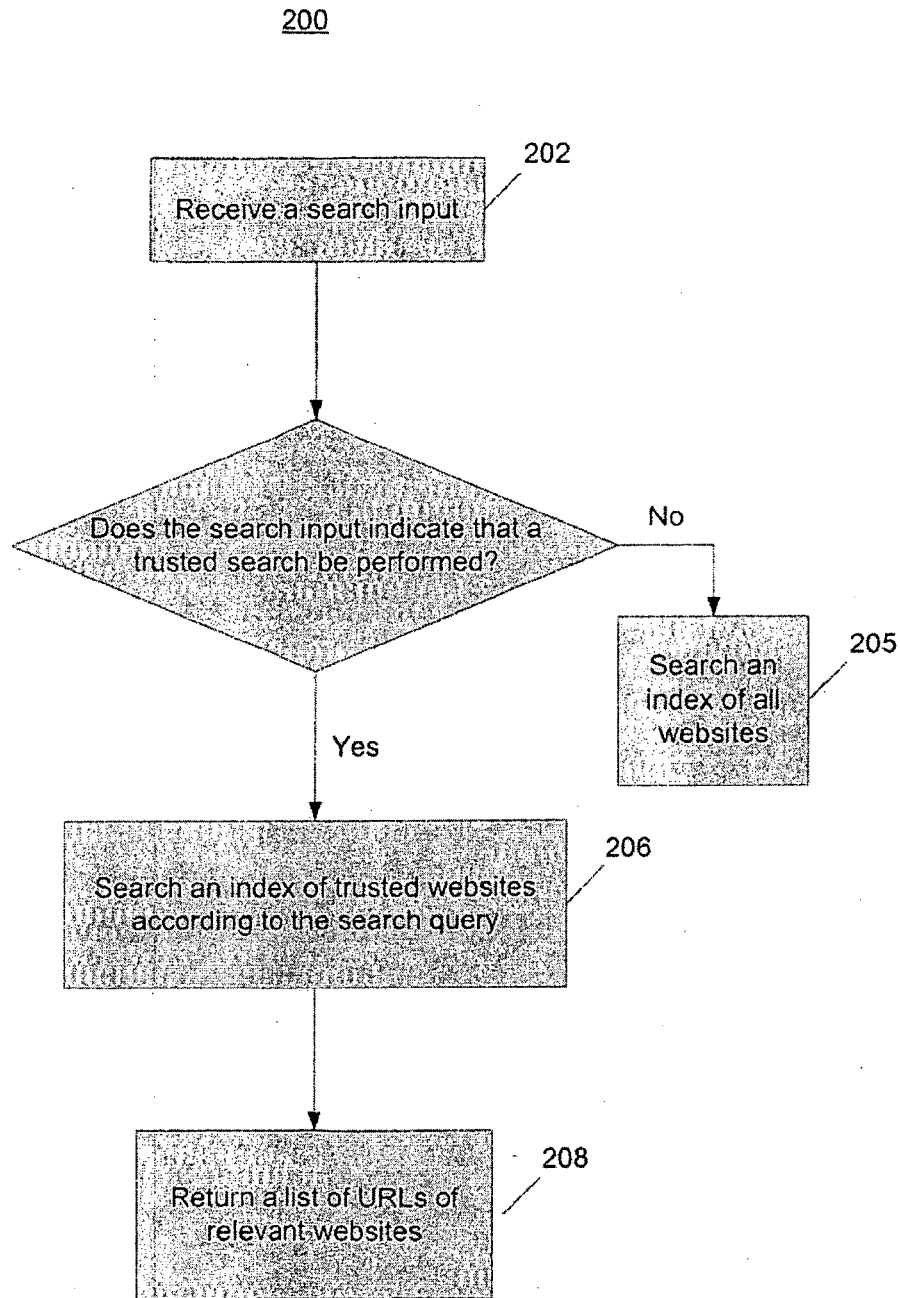 200
202
Receive a search input
Does the search input indicate that a
trusted search be performed?
No
205
Search an
index of all
websites
Yes
206
Search an index of trusted websites
according to the search query
208
Return a list of URLs of
relevant websites